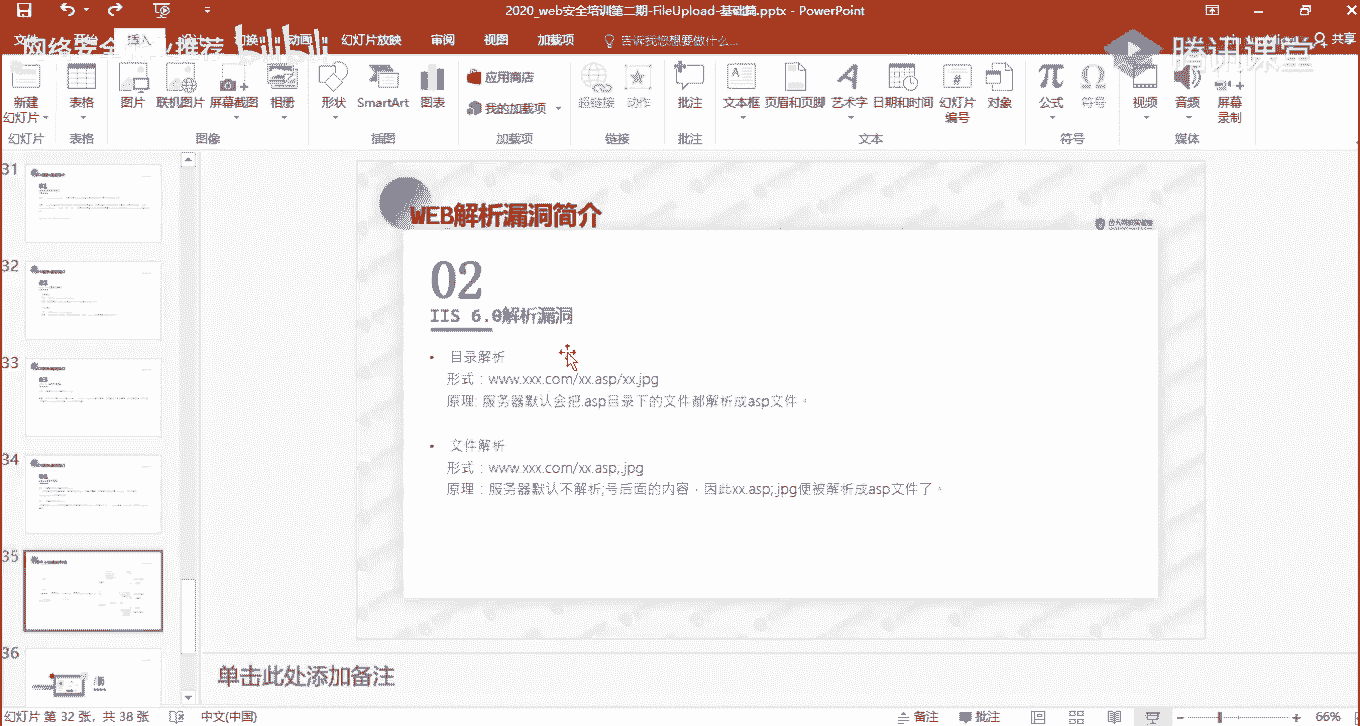 2020_web安全培训第二期-FileUpload-基础篇.pptx - PowerPoint
文件 插入 切换 动画 幻灯片放映 审阅 视图 加载项 告诉我您想要做什么... 共享
bilibili
腾讯课堂
新建
幻灯片
表格
图片 联机图片 屏幕截图 相册
形状 SmartArt 图表
应用商店
我的加载项
超链接 动作
批注
文本框 页眉和页脚 艺术字 日期和时间 幻灯片
编号
对象
公式 符号
视频 音频 屏幕
录制
幻灯片 表格 图像 插图 加载项 链接 批注 文本 符号 媒体
31
32
33
34
35
36
WEB解析漏洞简介
02
IIS 6.0解析漏洞
• 目录解析
形式：www.xxx.com/xx.asp/xx.jpg
原理: 服务器默认会把.asp目录下的文件都解析成asp文件。
• 文件解析
形式：www.xxx.com/xx.asp;.jpg
原理：服务器默认不解析;号后面的内容，因此xx.asp;.jpg便被解析成asp文件了。
单击此处添加备注
幻灯片 第 32 张，共 38 张 中文(中国) 备注 批注 66%